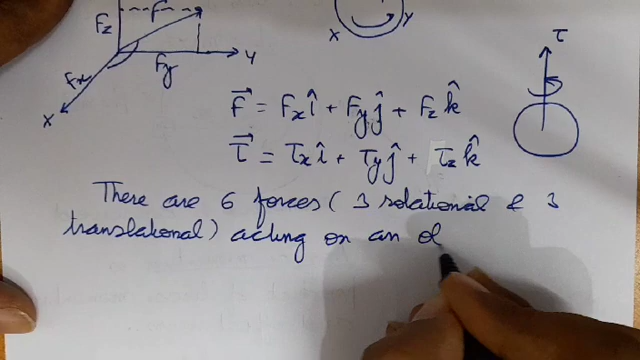 Fz F
Fy Y
Fx
X
X Y
τ
F⃗ = Fx î + Fy ĵ + Fz k̂
τ⃗ = τx î + τy ĵ + τz k̂
There are 6 forces ( 3 rotational & 3
translational) acting on an ob